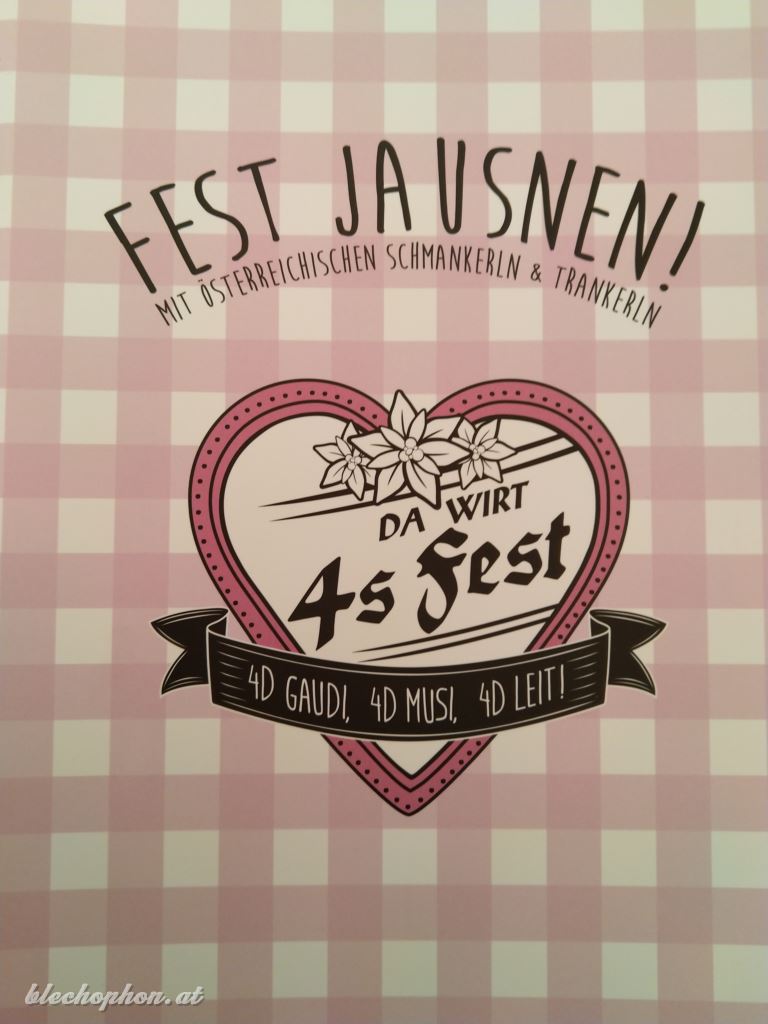 FEST JAUSNEN!
MIT ÖSTERREICHISCHEN SCHMANKERLN & TRANKERLN
DA WIRT
4s Fest
4D GAUDI, 4D MUSI, 4D LEIT!
blechophon.at